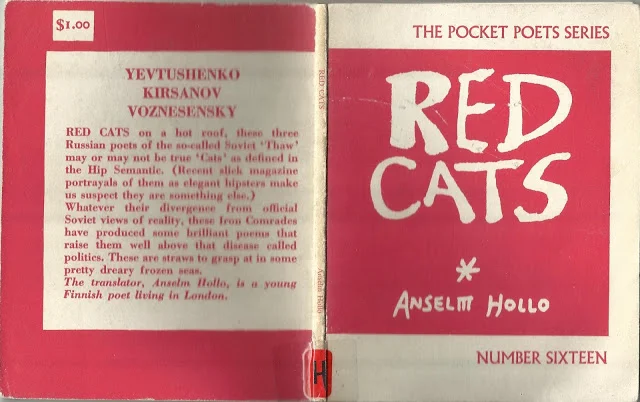 $1.00
YEVTUSHENKO
KIRSANOV
VOZNESENSKY
RED CATS on a hot roof, these three
Russian poets of the so-called Soviet 'Thaw'
may or may not be true 'Cats' as defined in
the Hip Semantic. (Recent slick magazine
portrayals of them as elegant hipsters make
us suspect they are something else.)
Whatever their divergence from official
Soviet views of reality, these Iron Comrades
have produced some brilliant poems that
raise them well above that disease called
politics. These are straws to grasp at in some
pretty dreary frozen seas.
The translator, Anselm Hollo, is a young
Finnish poet living in London.
RED CATS
Anselm Hollo
H
THE POCKET POETS SERIES
RED
CATS
*
ANSELM HOLLO
NUMBER SIXTEEN